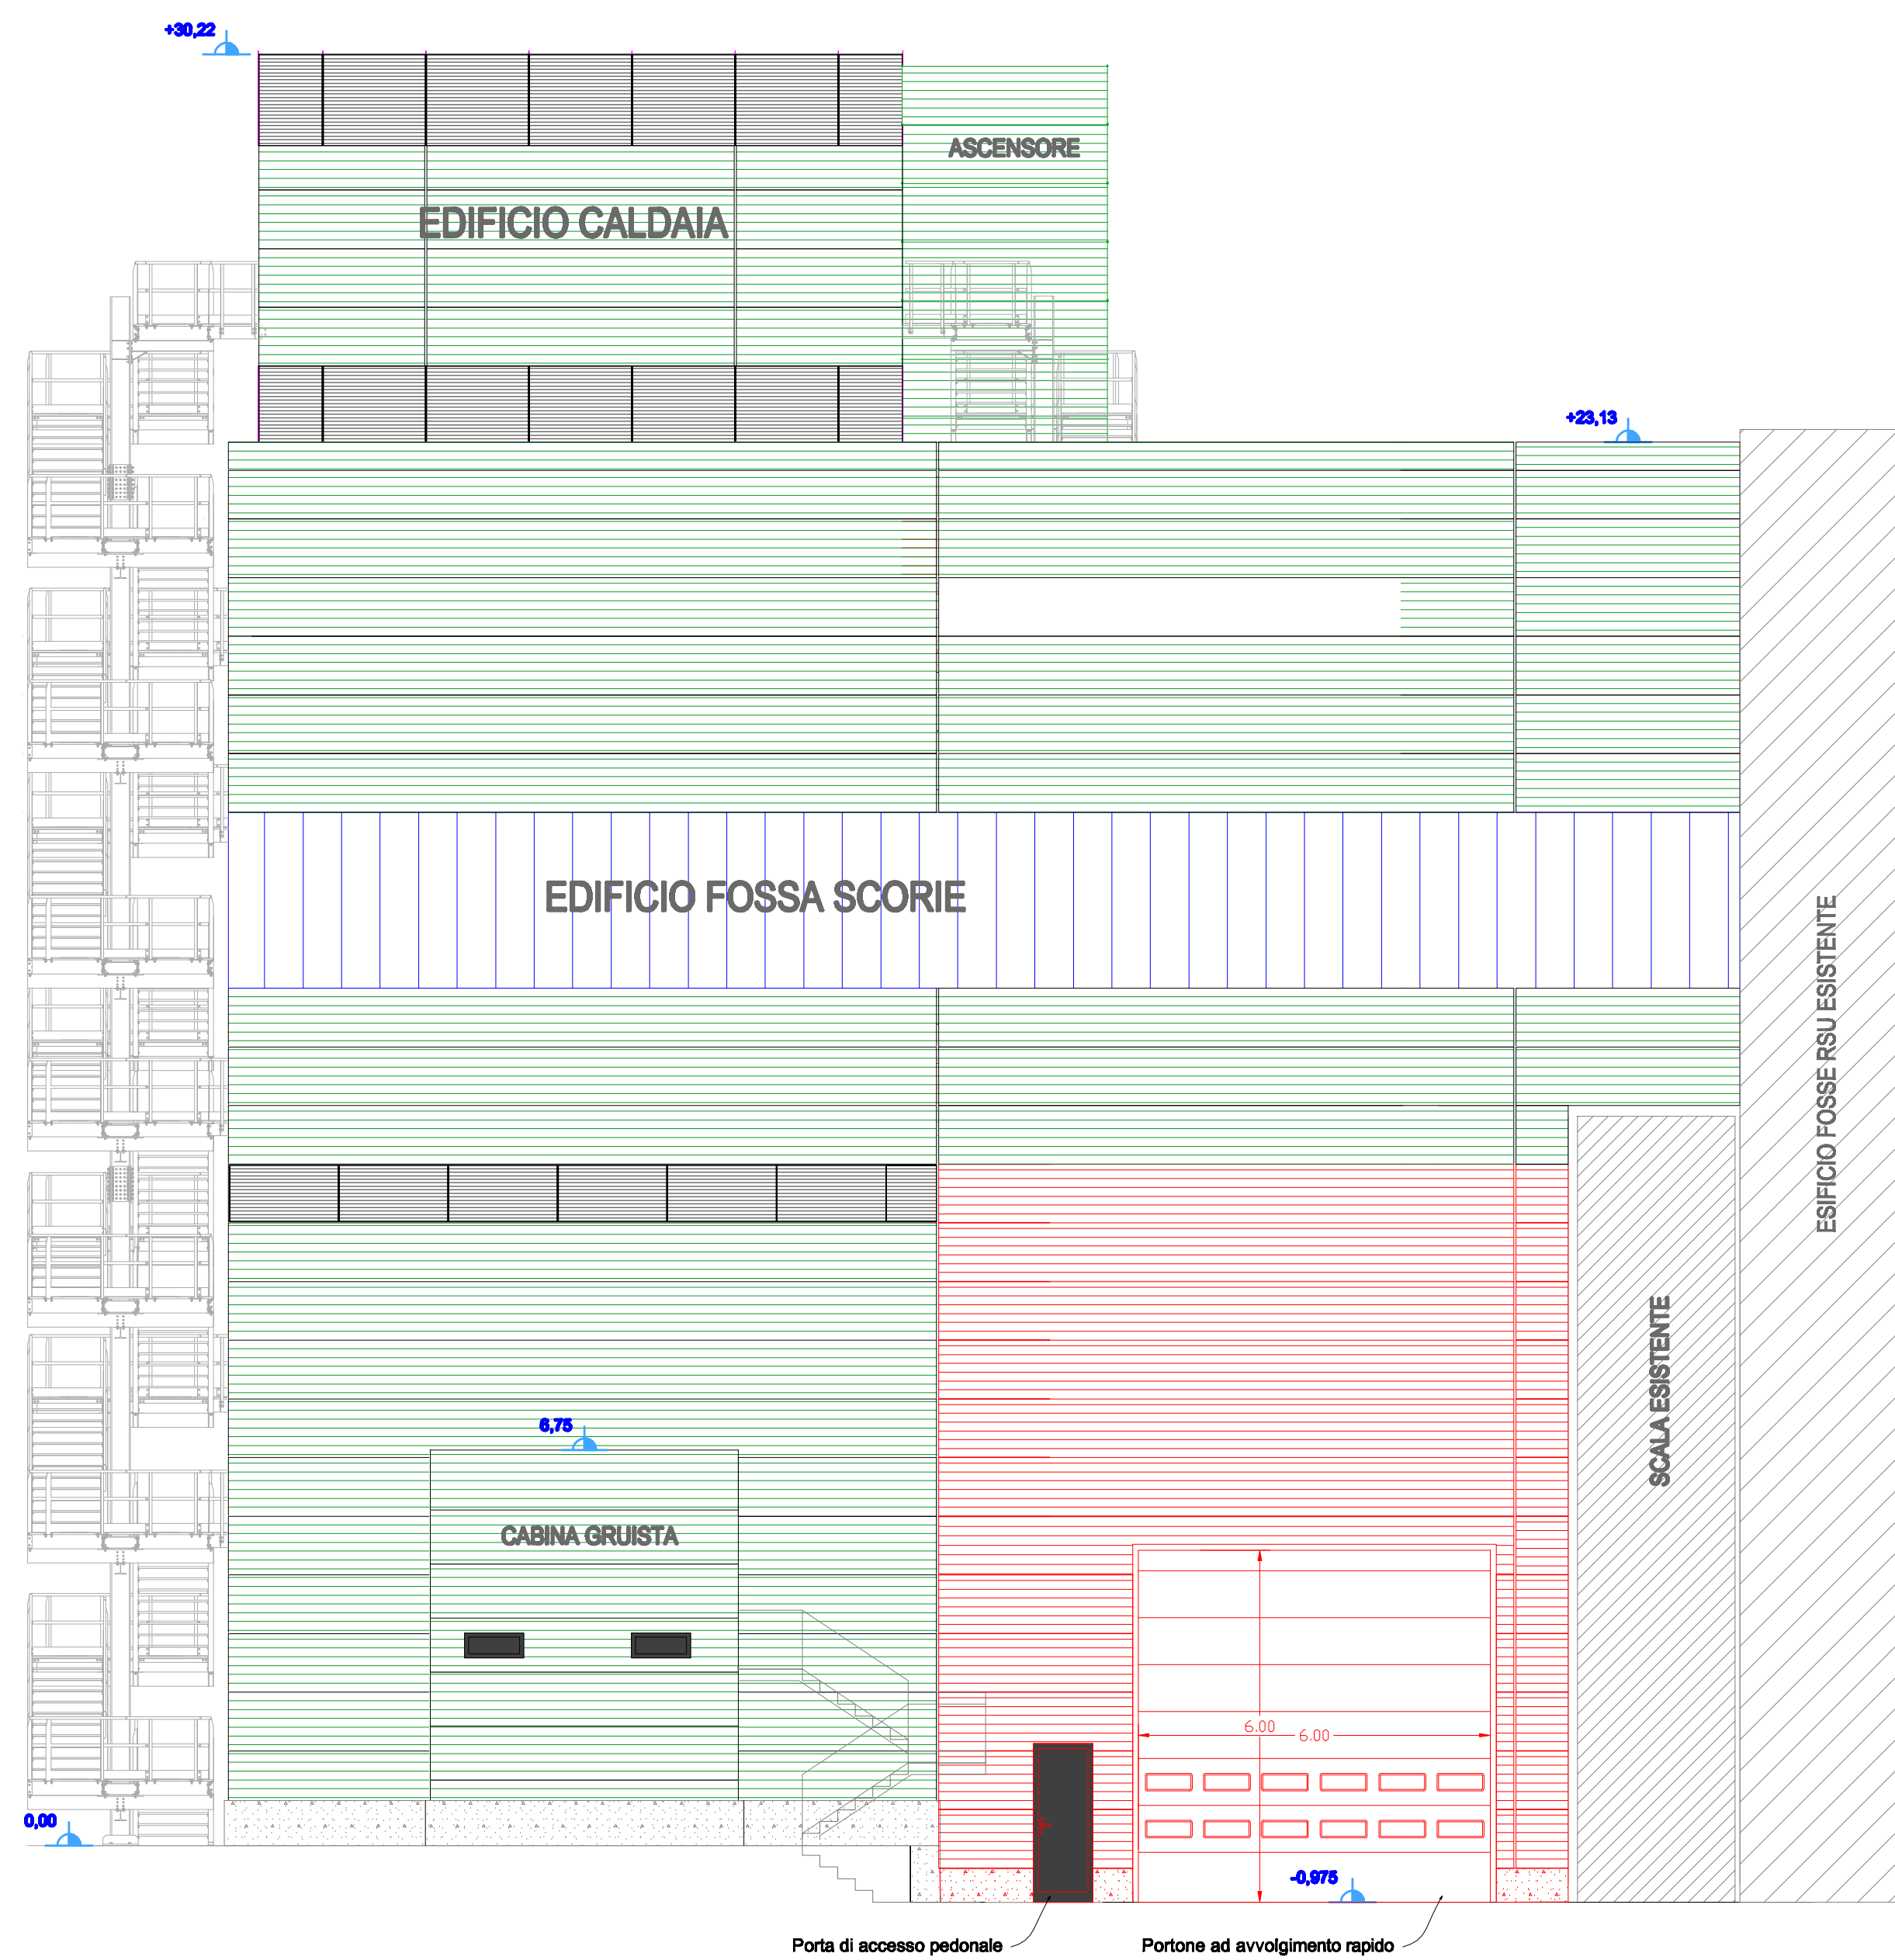 +30,22
ASCENSORE
EDIFICIO CALDAIA
+23,13
EDIFICIO FOSSA SCORIE
ESIFICIO FOSSE RSU ESISTENTE
SCALA ESISTENTE
6,75
CABINA GRUISTA
6.00
6.00
0,00
-0,975
Porta di accesso pedonale
Portone ad avvolgimento rapido